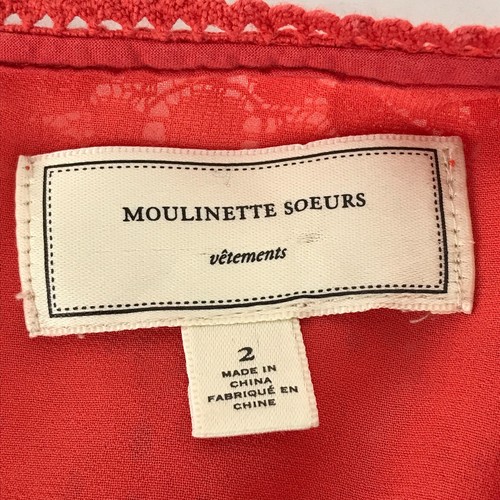 MOULINETTE SOEURS
vêtements
2
MADE IN
CHINA
FABRIQUÉ EN
CHINE